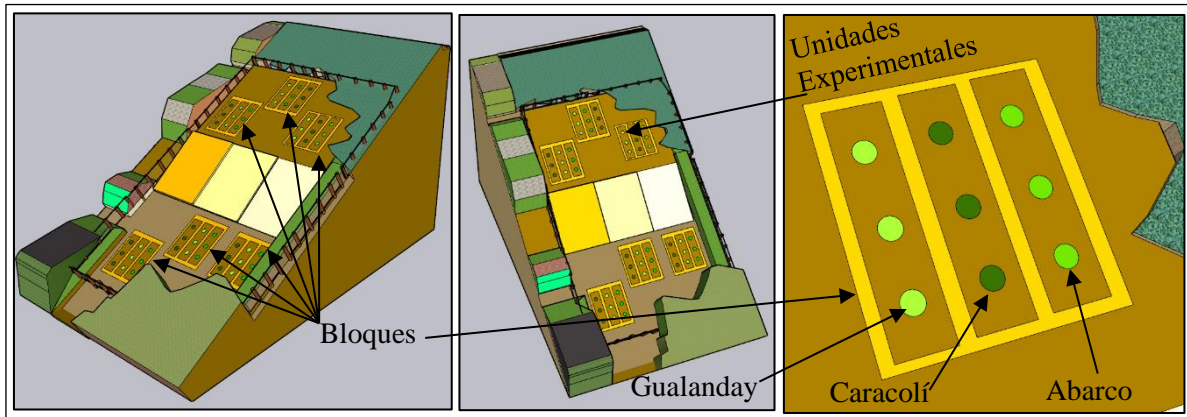 Unidades
Experimentales
Bloques
Gualanday
Caracolí
Abarco